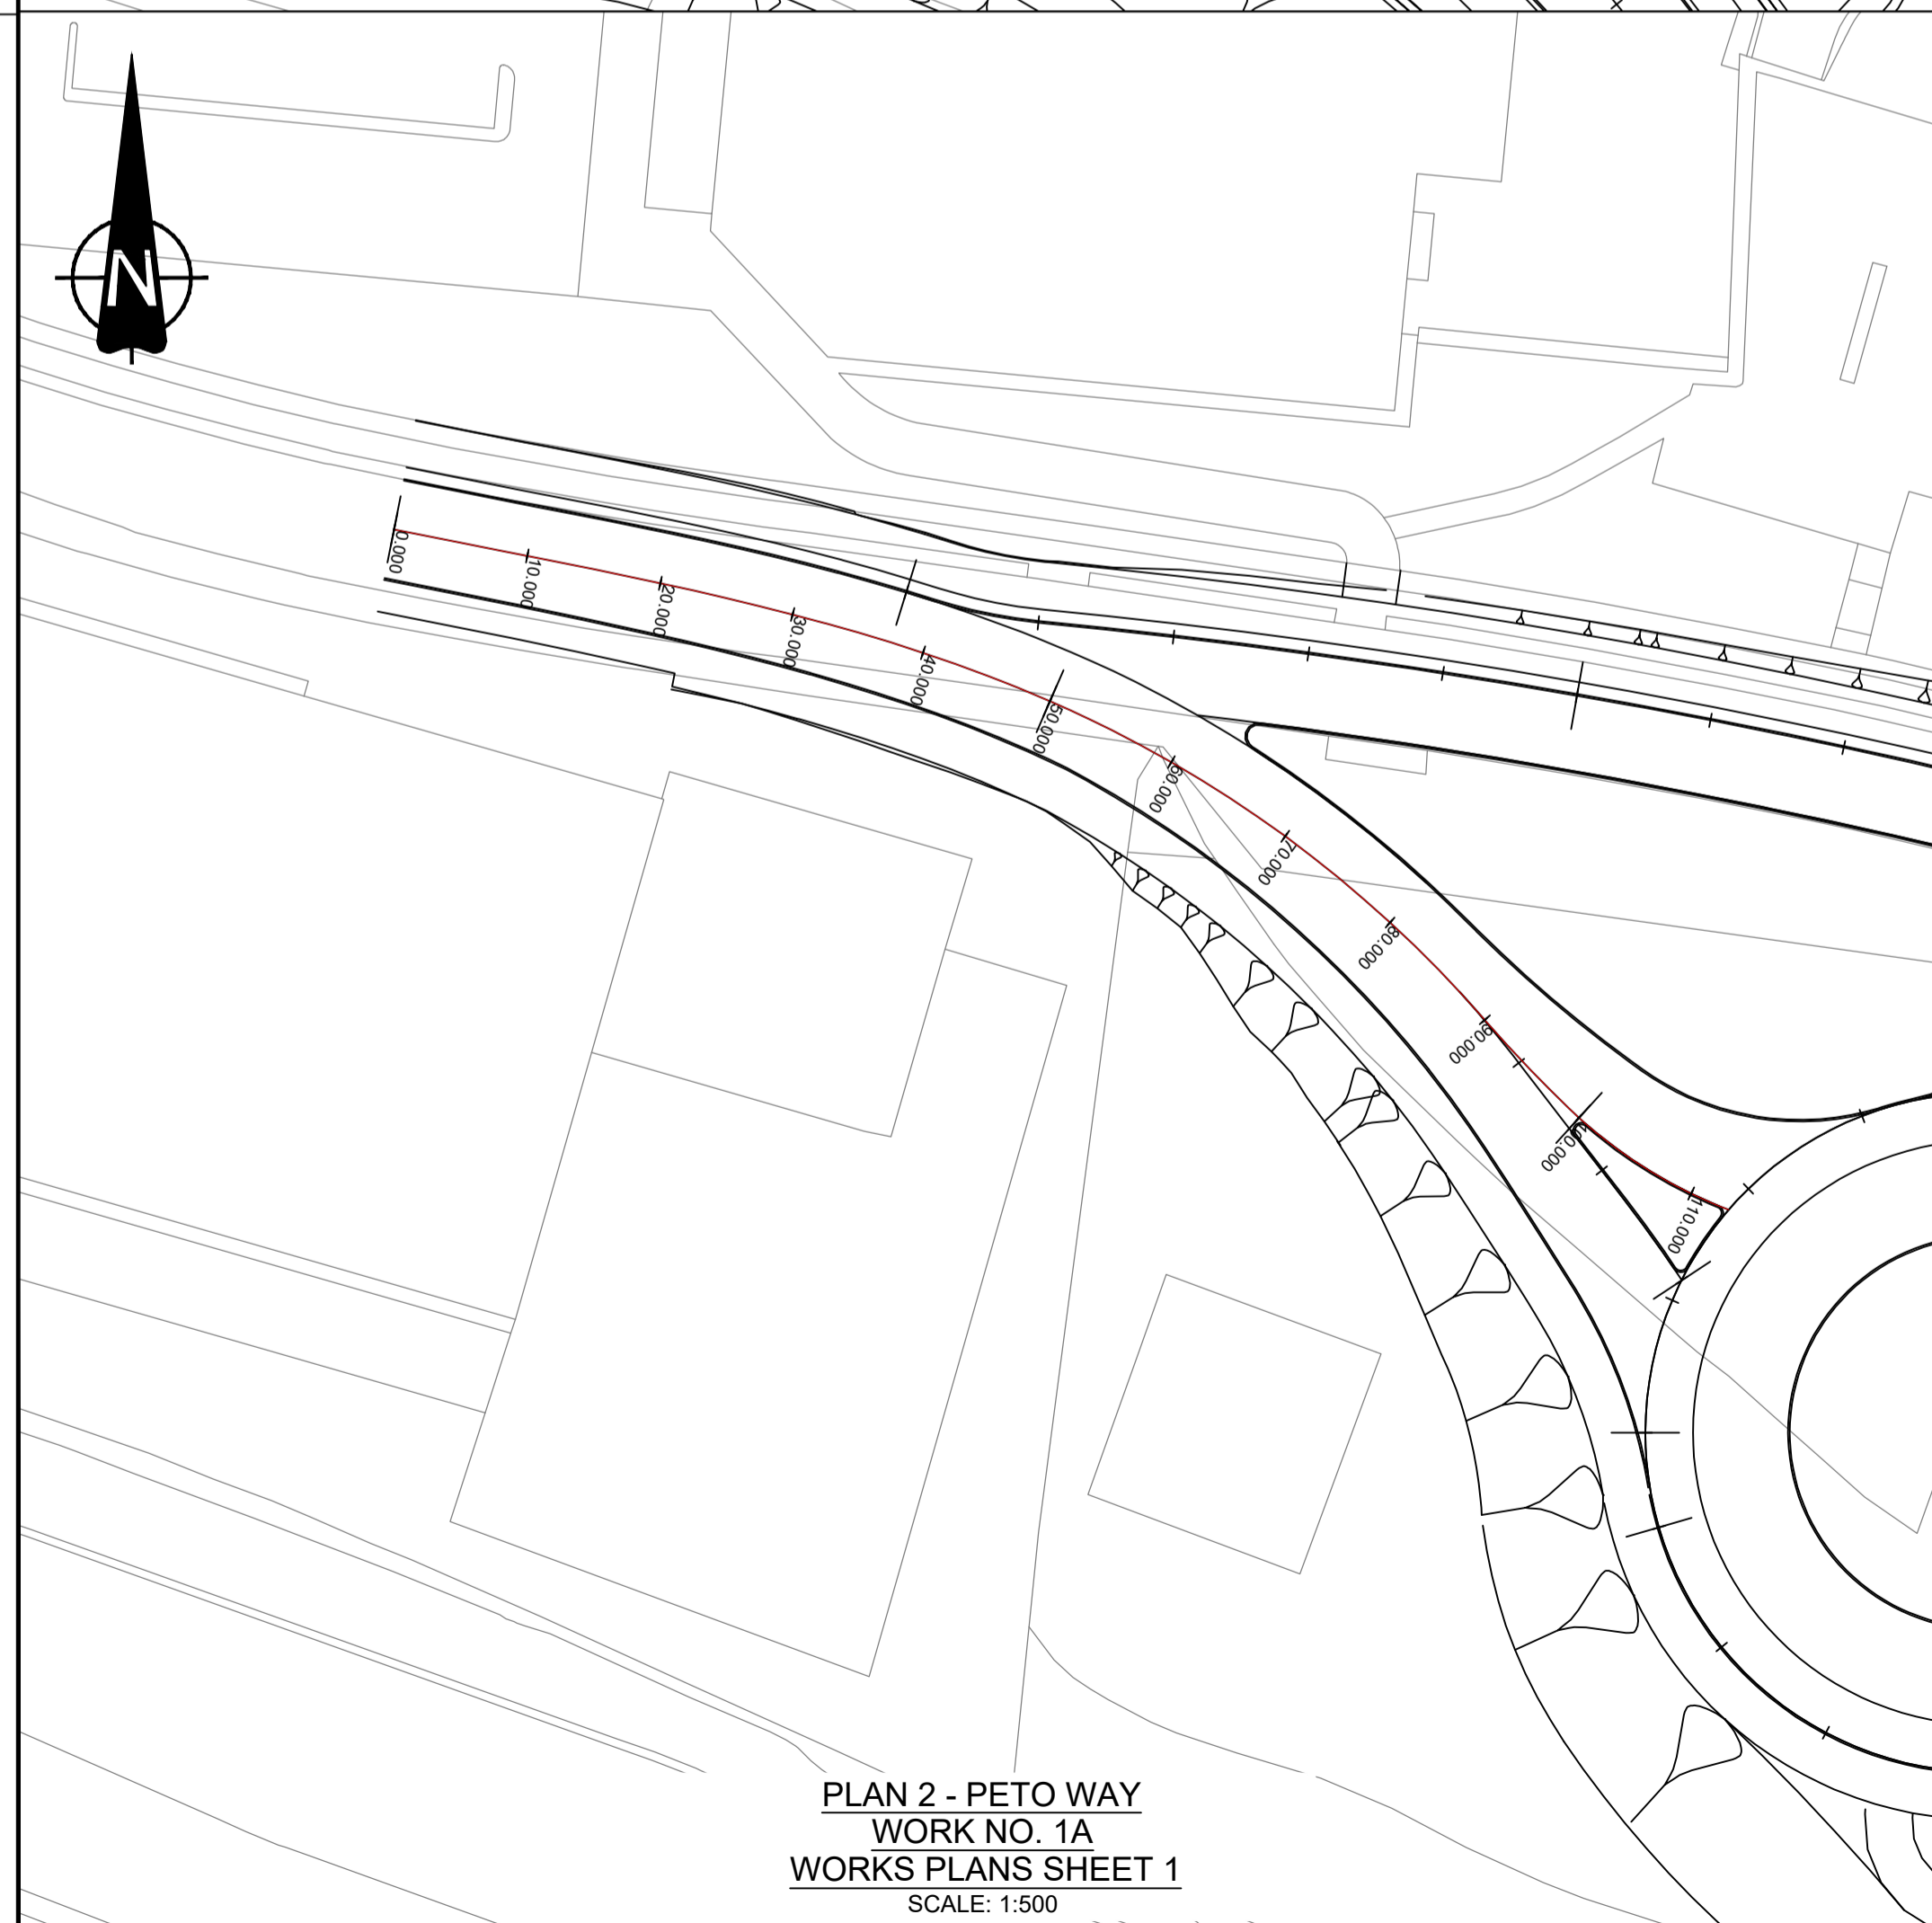 N
0.000
10.000
20.000
30.000
40.000
50.000
60.000
70.000
80.000
90.000
100.000
110.000
PLAN 2 - PETO WAY
WORK NO. 1A
WORKS PLANS SHEET 1
SCALE: 1:500